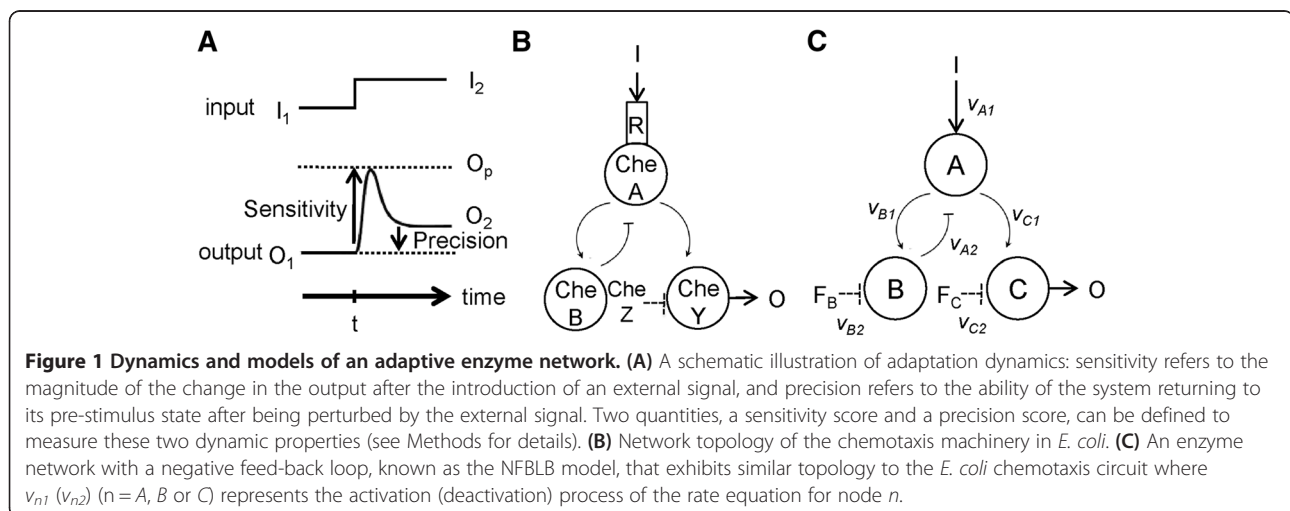 A
input I1
I2
Op
Sensitivity
O2
Precision
output O1
time
t
B
I
R
Che
A
Che
B
Che
Z
Che
Y
O
C
I
vA1
A
vB1
vC1
vA2
B
C
O
FB
FC
vB2
vC2
Figure 1 Dynamics and models of an adaptive enzyme network. (A) A schematic illustration of adaptation dynamics: sensitivity refers to the
magnitude of the change in the output after the introduction of an external signal, and precision refers to the ability of the system returning to
its pre-stimulus state after being perturbed by the external signal. Two quantities, a sensitivity score and a precision score, can be defined to
measure these two dynamic properties (see Methods for details). (B) Network topology of the chemotaxis machinery in E. coli. (C) An enzyme
network with a negative feed-back loop, known as the NFBLB model, that exhibits similar topology to the E. coli chemotaxis circuit where
vn1 (vn2) (n = A, B or C) represents the activation (deactivation) process of the rate equation for node n.